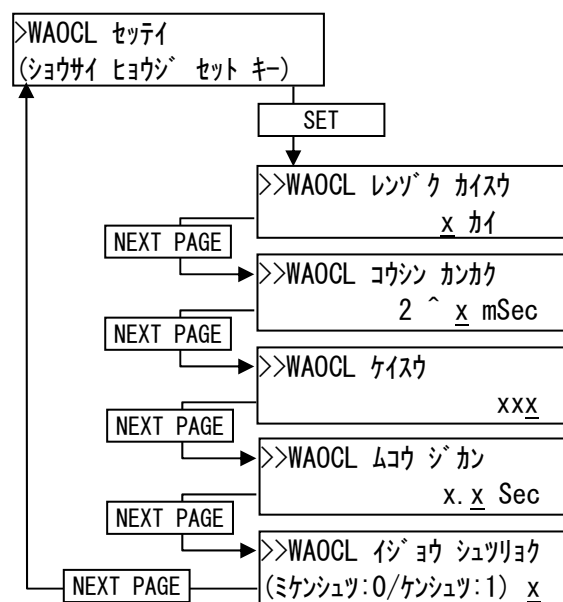 >WAOCL ｾｯﾃｲ
(ｼｮｳｻｲ ﾋｮｳｼﾞ ｾｯﾄ ｷｰ)
SET
>>WAOCL ﾚﾝｿﾞｸ ｶｲｽｳ
x ｶｲ
NEXT PAGE
>>WAOCL ｺｳｼﾝ ｶﾝｶｸ
2 ^ x mSec
NEXT PAGE
>>WAOCL ｹｲｽｳ
xxx
NEXT PAGE
>>WAOCL ﾑｺｳ ｼﾞｶﾝ
x.x Sec
NEXT PAGE
>>WAOCL ｲｼﾞｮｳ ｼｭﾂﾘｮｸ
(ﾐｹﾝｼｭﾂ:0/ｹﾝｼｭﾂ:1) x
NEXT PAGE